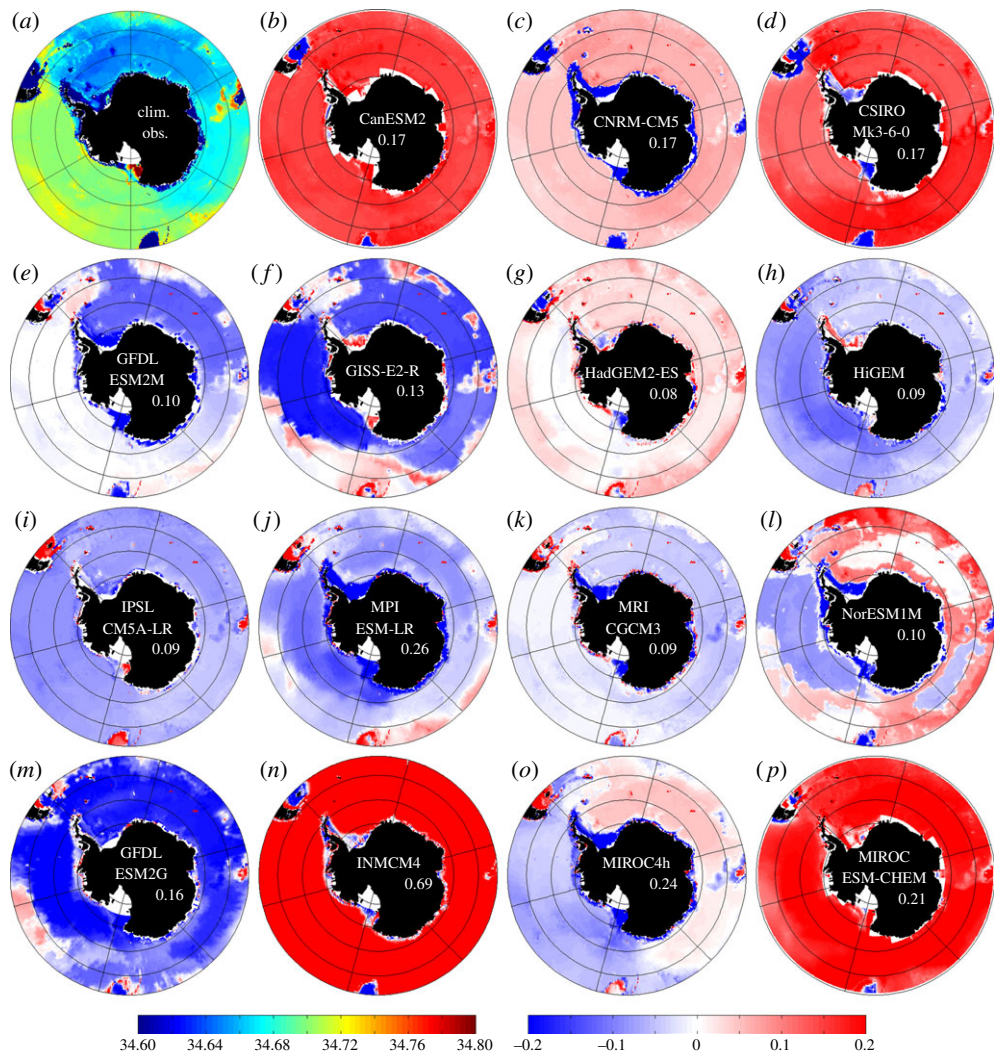 (a)
(b)
(c)
(d)
clim.
obs.
CanESM2
0.17
CNRM-CM5
0.17
CSIRO
Mk3-6-0
0.17
(e)
(f)
(g)
(h)
GFDL
ESM2M
0.10
GISS-E2-R
0.13
HadGEM2-ES
0.08
HiGEM
0.09
(i)
(j)
(k)
(l)
IPSL
CM5A-LR
0.09
MPI
ESM-LR
0.26
MRI
CGCM3
0.09
NorESM1M
0.10
(m)
(n)
(o)
(p)
GFDL
ESM2G
0.16
INMCM4
0.69
MIROC4h
0.24
MIROC
ESM-CHEM
0.21
34.60 34.64 34.68 34.72 34.76 34.80
−0.2 −0.1 0 0.1 0.2